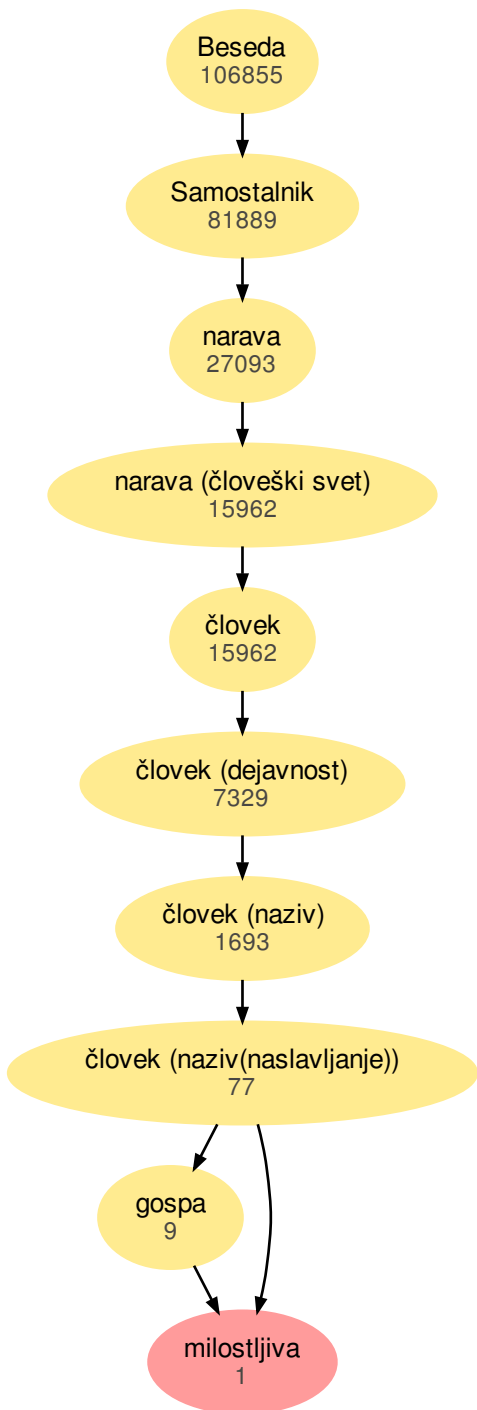 Beseda
106855
Samostalnik
81889
narava
27093
narava (človeški svet)
15962
človek
15962
človek (dejavnost)
7329
človek (naziv)
1693
človek (naziv(naslavljanje))
77
gospa
9
milostljiva
1